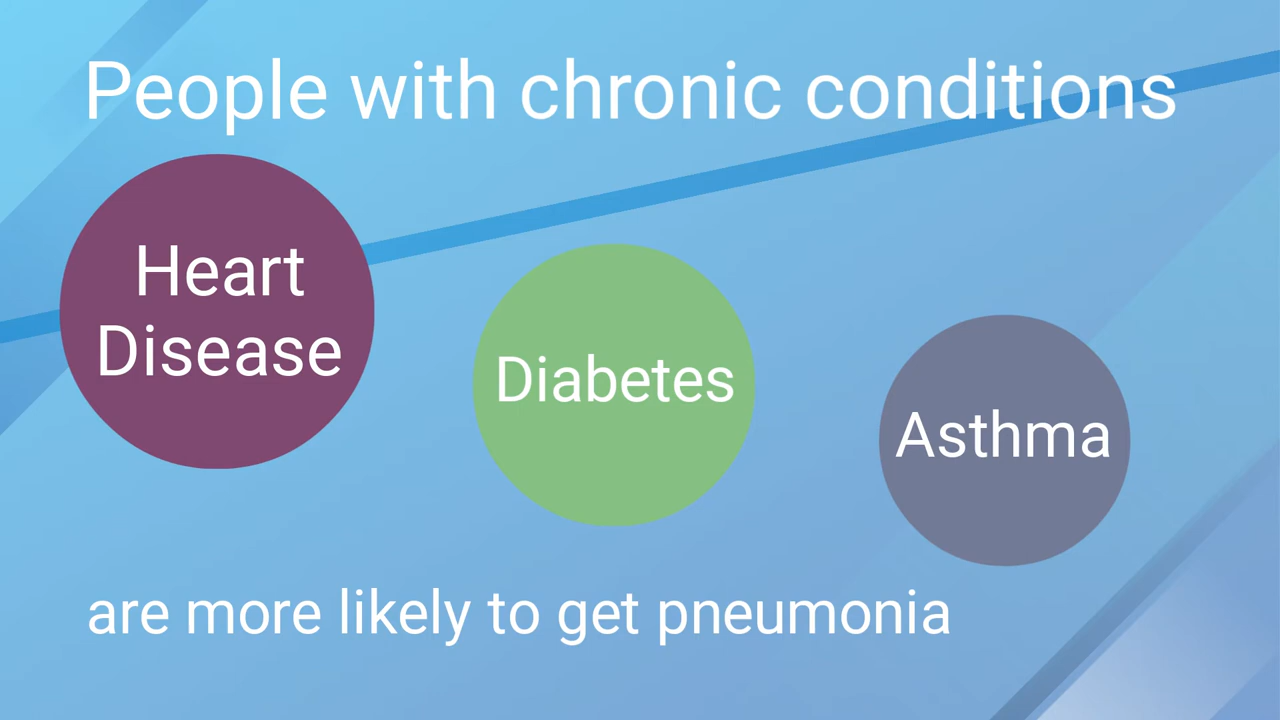 People with chronic conditions
Heart
Disease
Diabetes
Asthma
are more likely to get pneumonia